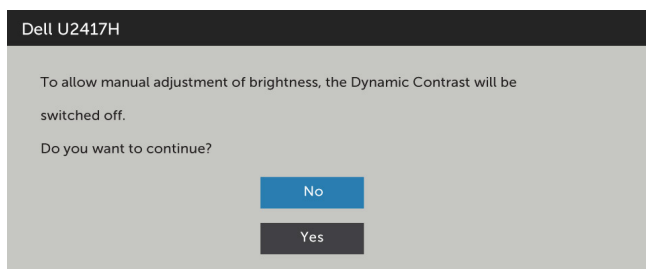 Dell U2417H
To allow manual adjustment of brightness, the Dynamic Contrast will be
switched off.
Do you want to continue?
No
Yes